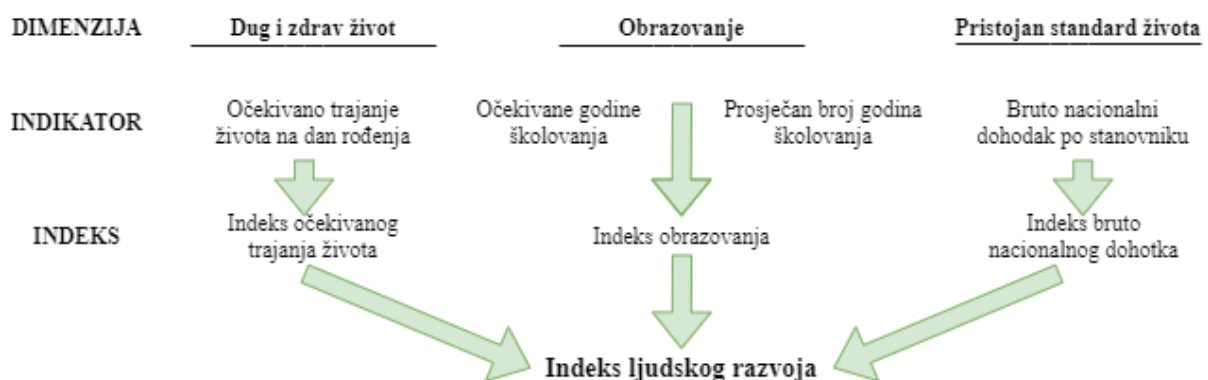 DIMENZIJA
Dug i zdrav život
Obrazovanje
Pristojan standard života
INDIKATOR
Očekivano trajanje
života na dan rođenja
Očekivane godine
školovanja
Prosječan broj godina
školovanja
Bruto nacionalni
dohodak po stanovniku
INDEKS
Indeks očekivanog
trajanja života
Indeks obrazovanja
Indeks bruto
nacionalnog dohotka
Indeks ljudskog razvoja